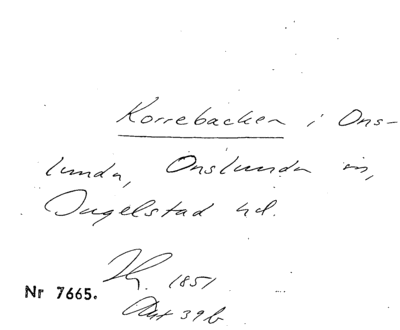 Korrebacken i Ons-
lunda, Onslunda sn,
Ingelstad hd.
1851
Nr 7665.
Akt 39b